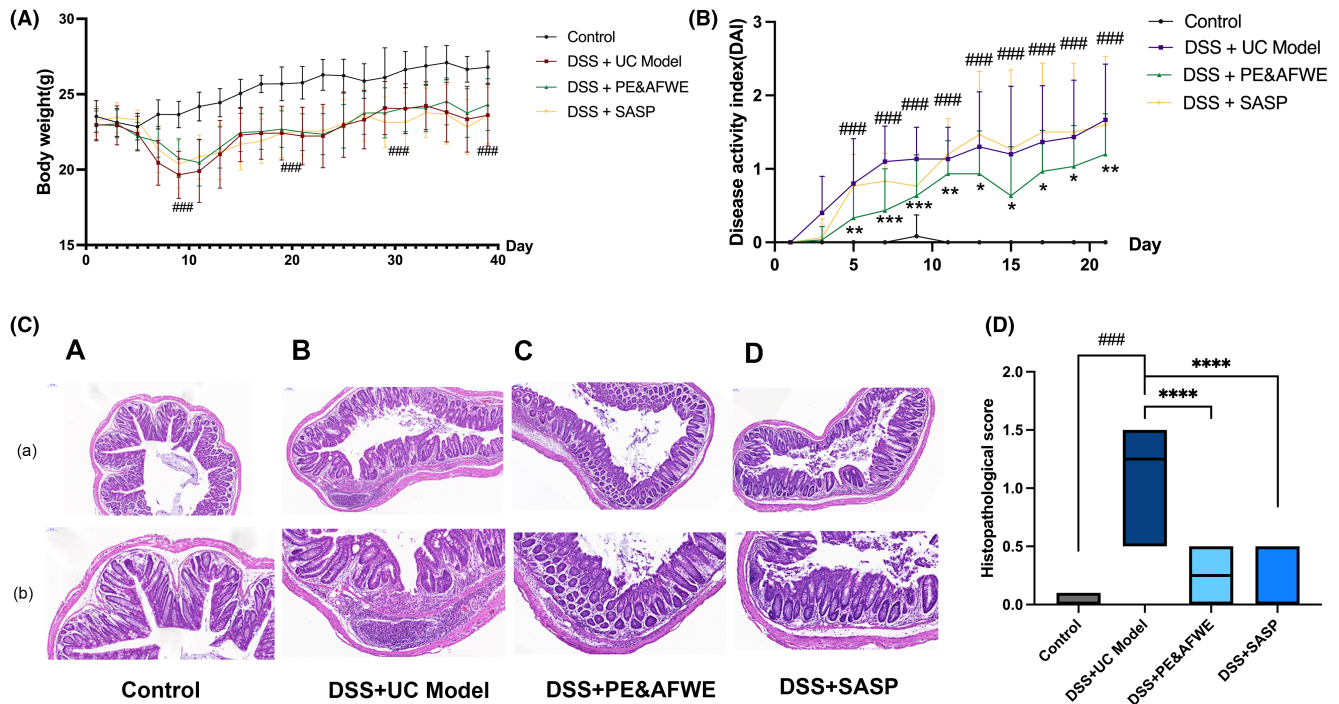 (A)
30
25
20
15
Body weight(g)
0
10
20
30
40
Day
###
###
###
###
Control
DSS + UC Model
DSS + PE&AFWE
DSS + SASP
(B)
3
2
1
0
Disease activity index(DAI)
0
5
10
15
20
Day
### ### ### ### ### ### ### ### ###
** *** *** ** * * * * **
Control
DSS + UC Model
DSS + PE&AFWE
DSS + SASP
(C)
A B C D
(a)
(b)
Control DSS+UC Model DSS+PE&AFWE DSS+SASP
(D)
###
****
****
2.0
1.5
1.0
0.5
0.0
Histopathological score
Control
DSS+UC Model
DSS+PE&AFWE
DSS+SASP